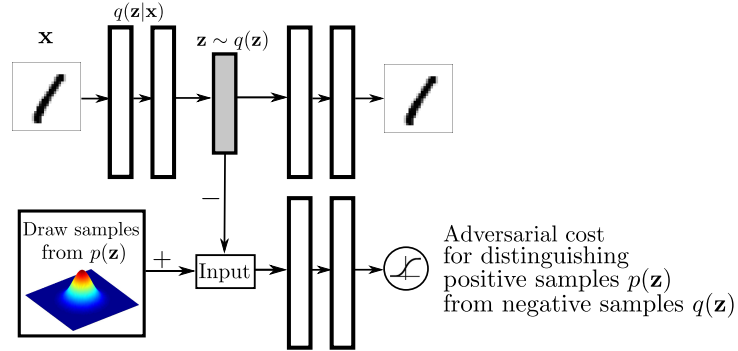 q(z|x)
x
z ∼ q(z)
−
Draw samples
from p(z)
+
Input
Adversarial cost
for distinguishing
positive samples p(z)
from negative samples q(z)